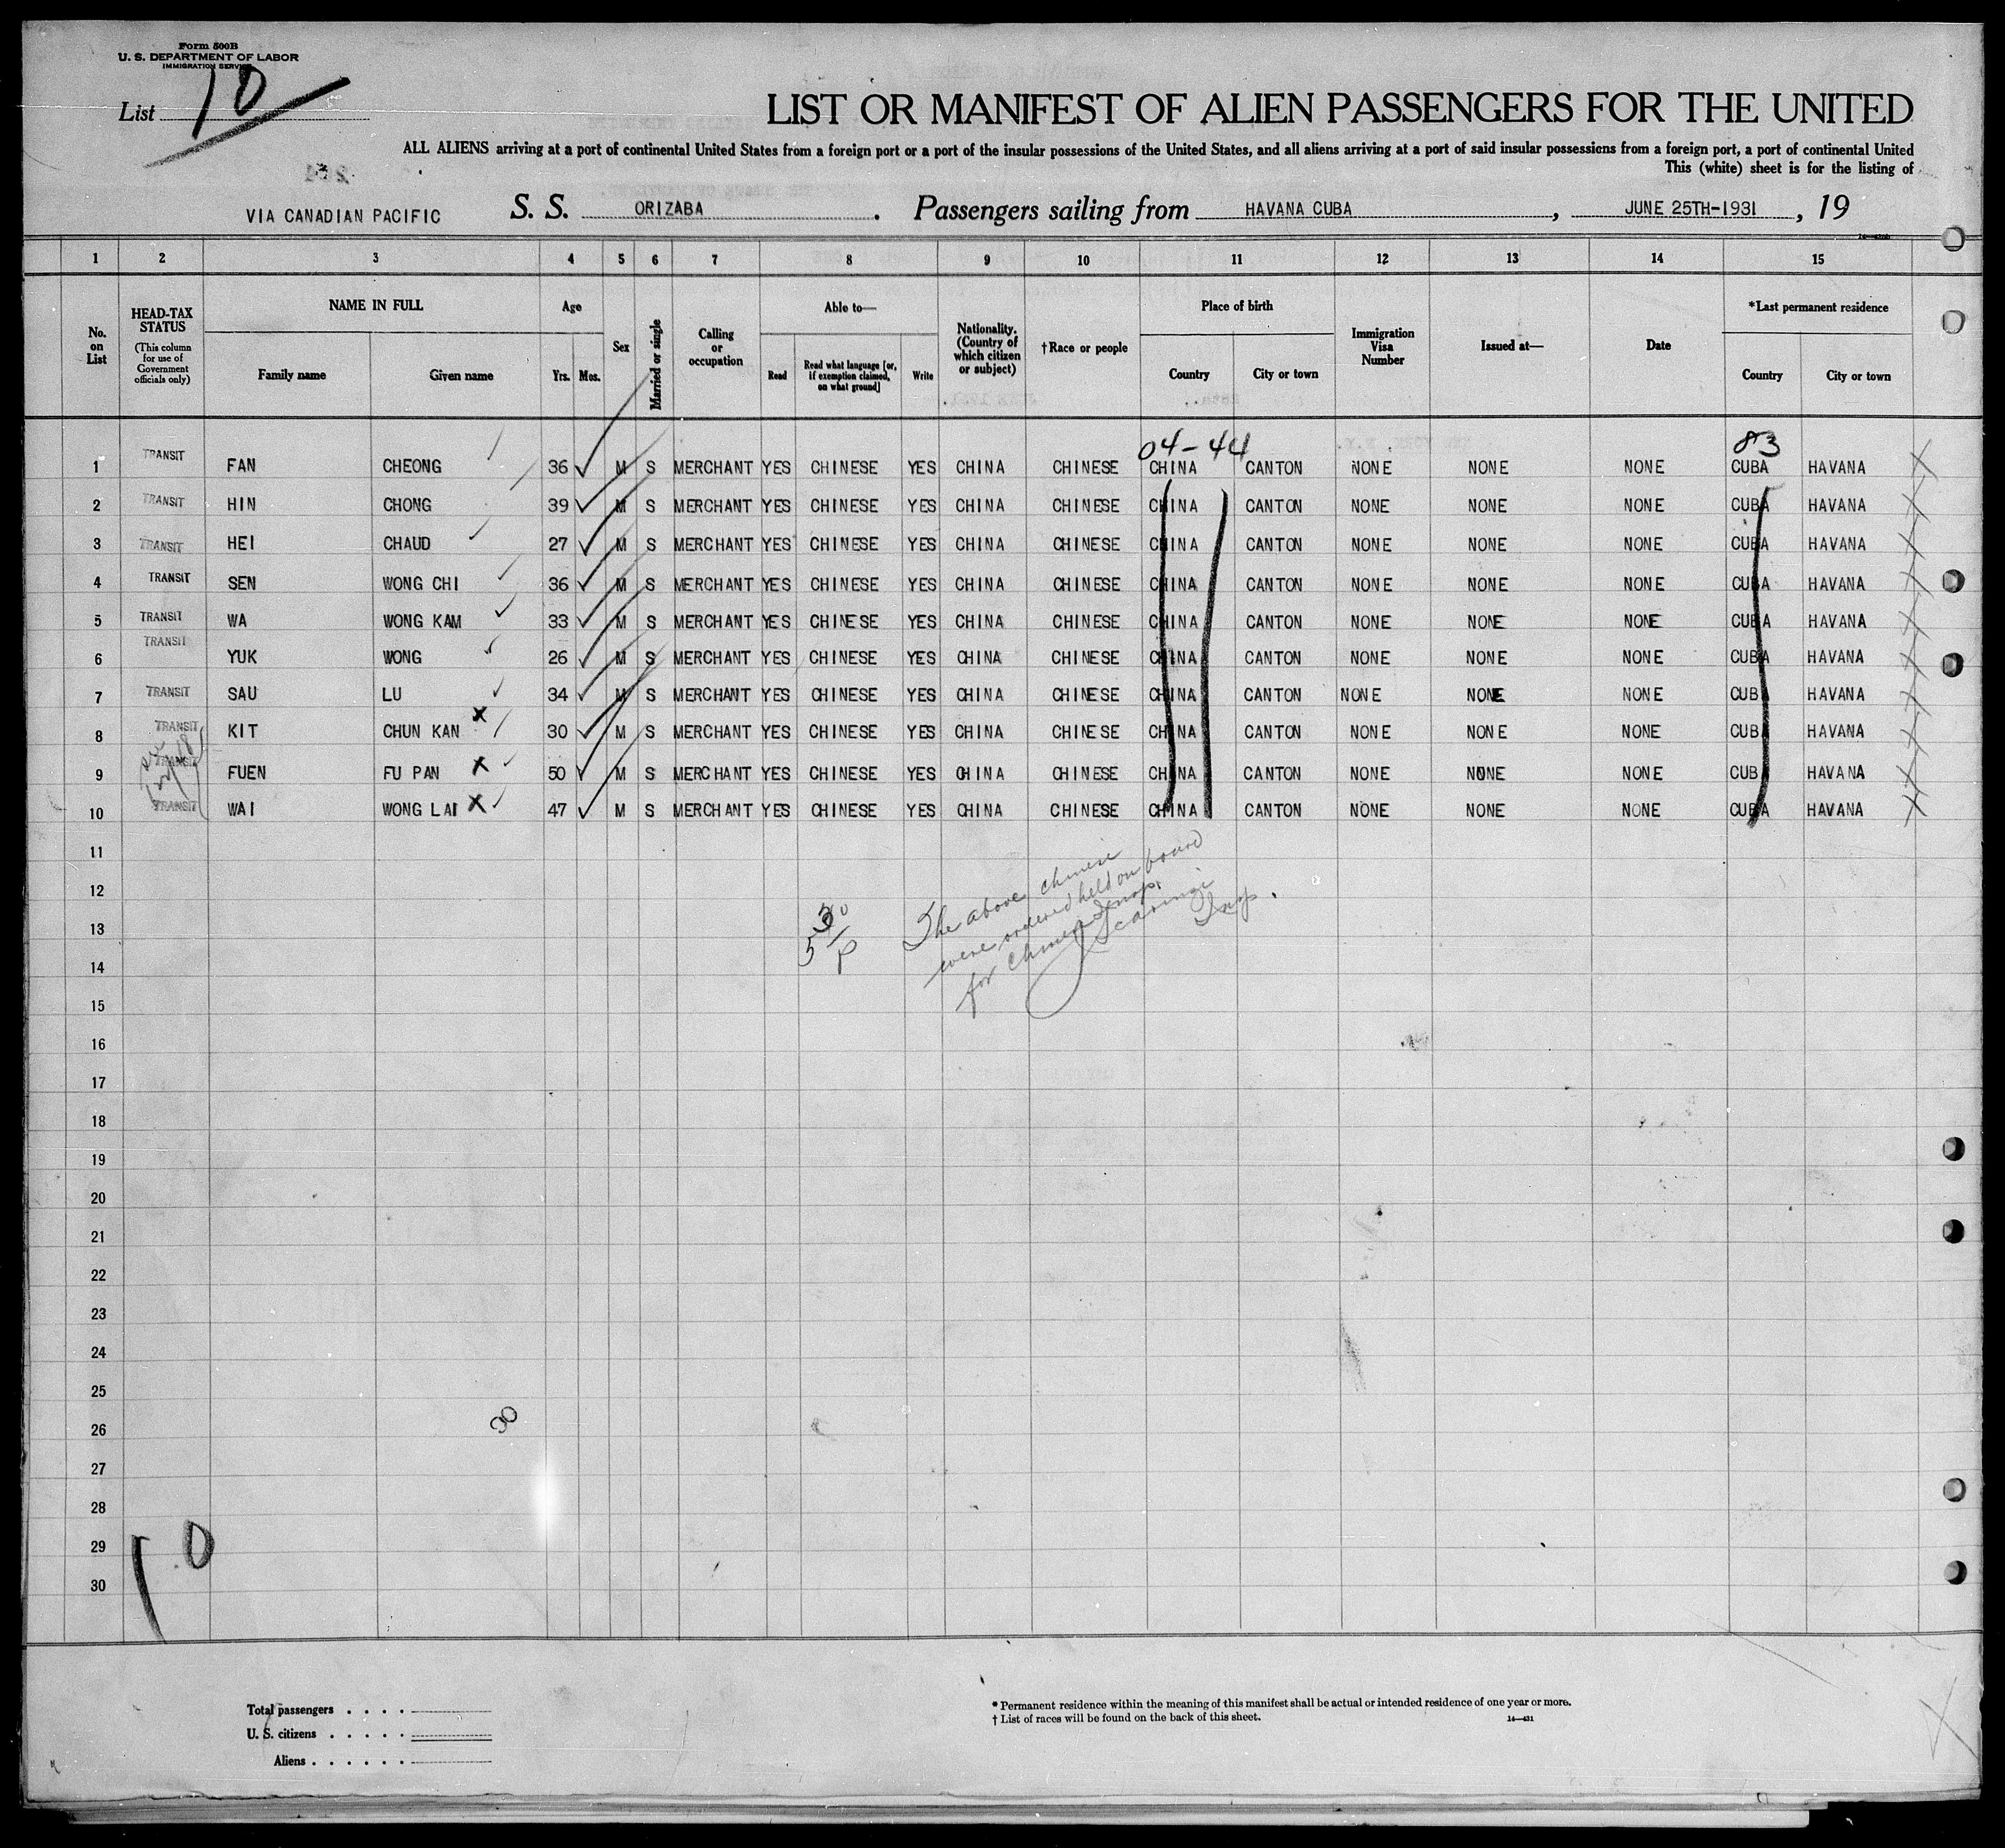 Form 500B
U. S. DEPARTMENT OF LABOR
IMMIGRATION SERVICE
List 10
LIST OR MANIFEST OF ALIEN PASSENGERS FOR THE UNITED
ALL ALIENS arriving at a port of continental United States from a foreign port or a port of the insular possessions of the United States, and all aliens arriving at a port of said insular possessions from a foreign port, a port of continental United
This (white) sheet is for the listing of
VIA CANADIAN PACIFIC S. S. ORIZABA . Passengers sailing from HAVANA CUBA , JUNE 25TH-1931 , 19
1 2 3 4 5 6 7 8 9 10 11 12 13 14 15
No. on List
HEAD-TAX STATUS
(This column for use of Government officials only)
NAME IN FULL
Family name Given name
Age
Yrs. Mos.
Sex
Married or single
Calling or occupation
Able to—
Read
Read what language [or, if exemption claimed, on what ground]
Write
Nationality. (Country of which citizen or subject)
†Race or people
Place of birth
Country City or town
Immigration Visa Number
Issued at—
Date
*Last permanent residence
Country City or town
04-44 83
1 TRANSIT FAN CHEONG 36 M S MERCHANT YES CHINESE YES CHINA CHINESE CHINA CANTON NONE NONE NONE CUBA HAVANA
2 TRANSIT HIN CHONG 39 M S MERCHANT YES CHINESE YES CHINA CHINESE CHINA CANTON NONE NONE NONE CUBA HAVANA
3 TRANSIT HEI CHAUD 27 M S MERCHANT YES CHINESE YES CHINA CHINESE CHINA CANTON NONE NONE NONE CUBA HAVANA
4 TRANSIT SEN WONG CHI 36 M S MERCHANT YES CHINESE YES CHINA CHINESE CHINA CANTON NONE NONE NONE CUBA HAVANA
5 TRANSIT WA WONG KAM 33 M S MERCHANT YES CHINESE YES CHINA CHINESE CHINA CANTON NONE NONE NONE CUBA HAVANA
6 TRANSIT YUK WONG 26 M S MERCHANT YES CHINESE YES CHINA CHINESE CHINA CANTON NONE NONE NONE CUBA HAVANA
7 TRANSIT SAU LU 34 M S MERCHANT YES CHINESE YES CHINA CHINESE CHINA CANTON NONE NONE NONE CUBA HAVANA
8 TRANSIT KIT CHUN KAN X 30 M S MERCHANT YES CHINESE YES CHINA CHINESE CHINA CANTON NONE NONE NONE CUBA HAVANA
9 TRANSIT FUEN FU PAN X 50 M S MERCHANT YES CHINESE YES CHINA CHINESE CHINA CANTON NONE NONE NONE CUBA HAVANA
10 TRANSIT WAI WONG LAI X 47 M S MERCHANT YES CHINESE YES CHINA CHINESE CHINA CANTON NONE NONE NONE CUBA HAVANA
11
The above chinese
12
were ordered held on board
13
for Chinese Insp.
14
Insp.
15
16
17
18
19
20
21
22
23
24
25
26
30
27
28
29
10
30
Total passengers . . . .
U. S. citizens . . . . .
Aliens . . . . . .
* Permanent residence within the meaning of this manifest shall be actual or intended residence of one year or more.
† List of races will be found on the back of this sheet.